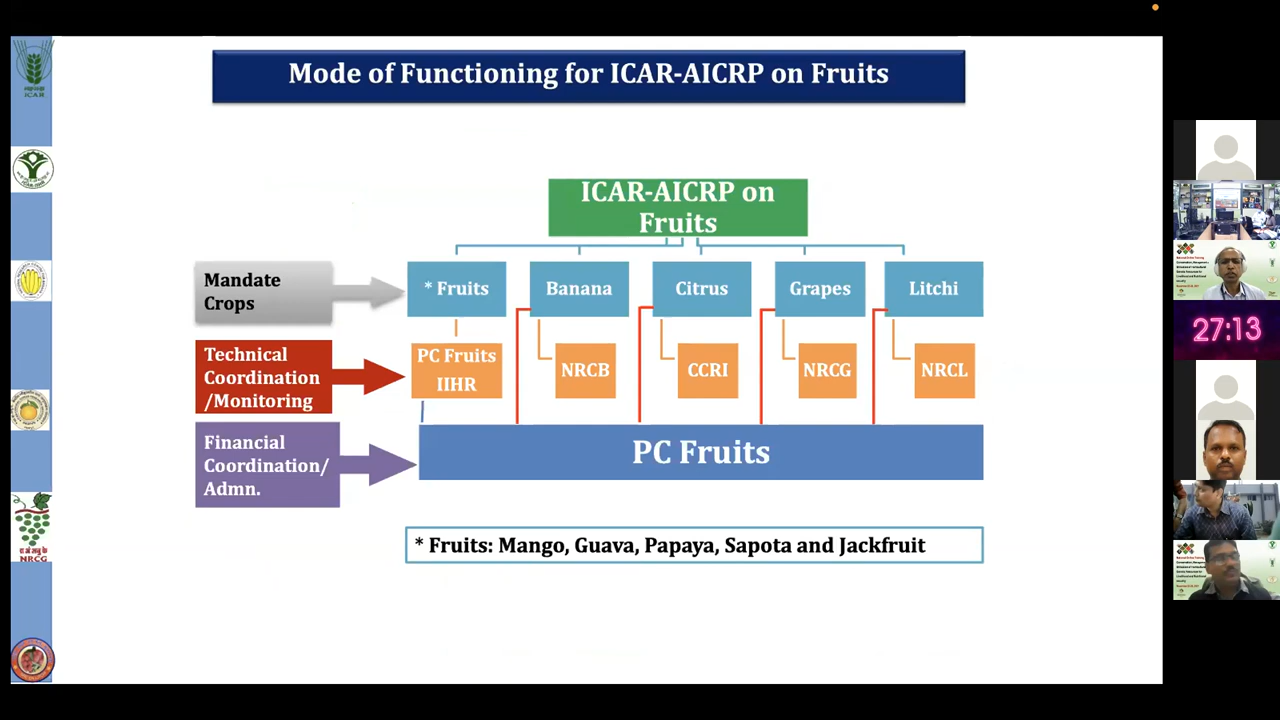 Mode of Functioning for ICAR-AICRP on Fruits
ICAR
ICAR-AICRP on
Fruits
Mandate
Crops
* Fruits
Banana
Citrus
Grapes
Litchi
Technical
Coordination
/Monitoring
PC Fruits
IIHR
NRCB
CCRI
NRCG
NRCL
Financial
Coordination/
Admn.
PC Fruits
* Fruits: Mango, Guava, Papaya, Sapota and Jackfruit
NRCG
27:13